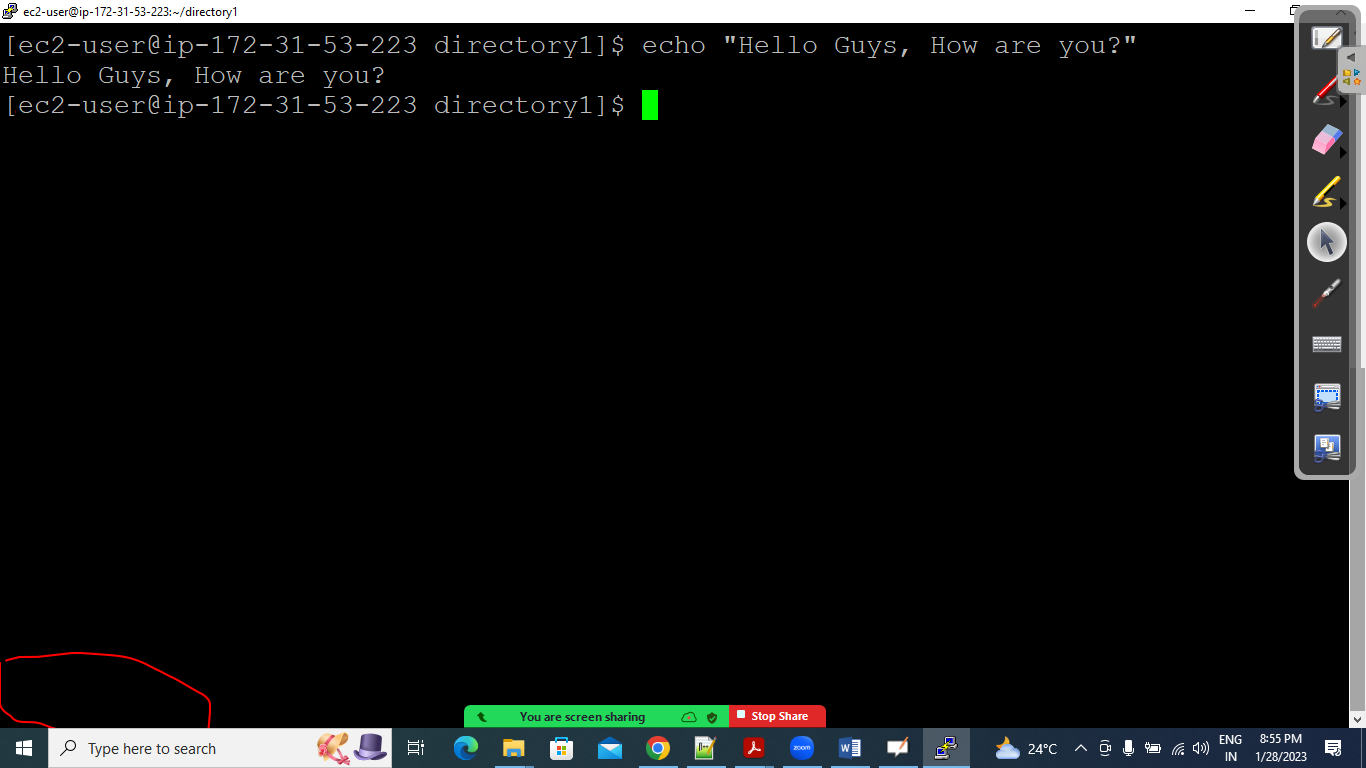 ec2-user@ip-172-31-53-223:~/directory1
[ec2-user@ip-172-31-53-223 directory1]$ echo "Hello Guys, How are you?"
Hello Guys, How are you?
[ec2-user@ip-172-31-53-223 directory1]$
You are screen sharing
Stop Share
Type here to search
zoom
24°C
ENG
IN
8:55 PM
1/28/2023